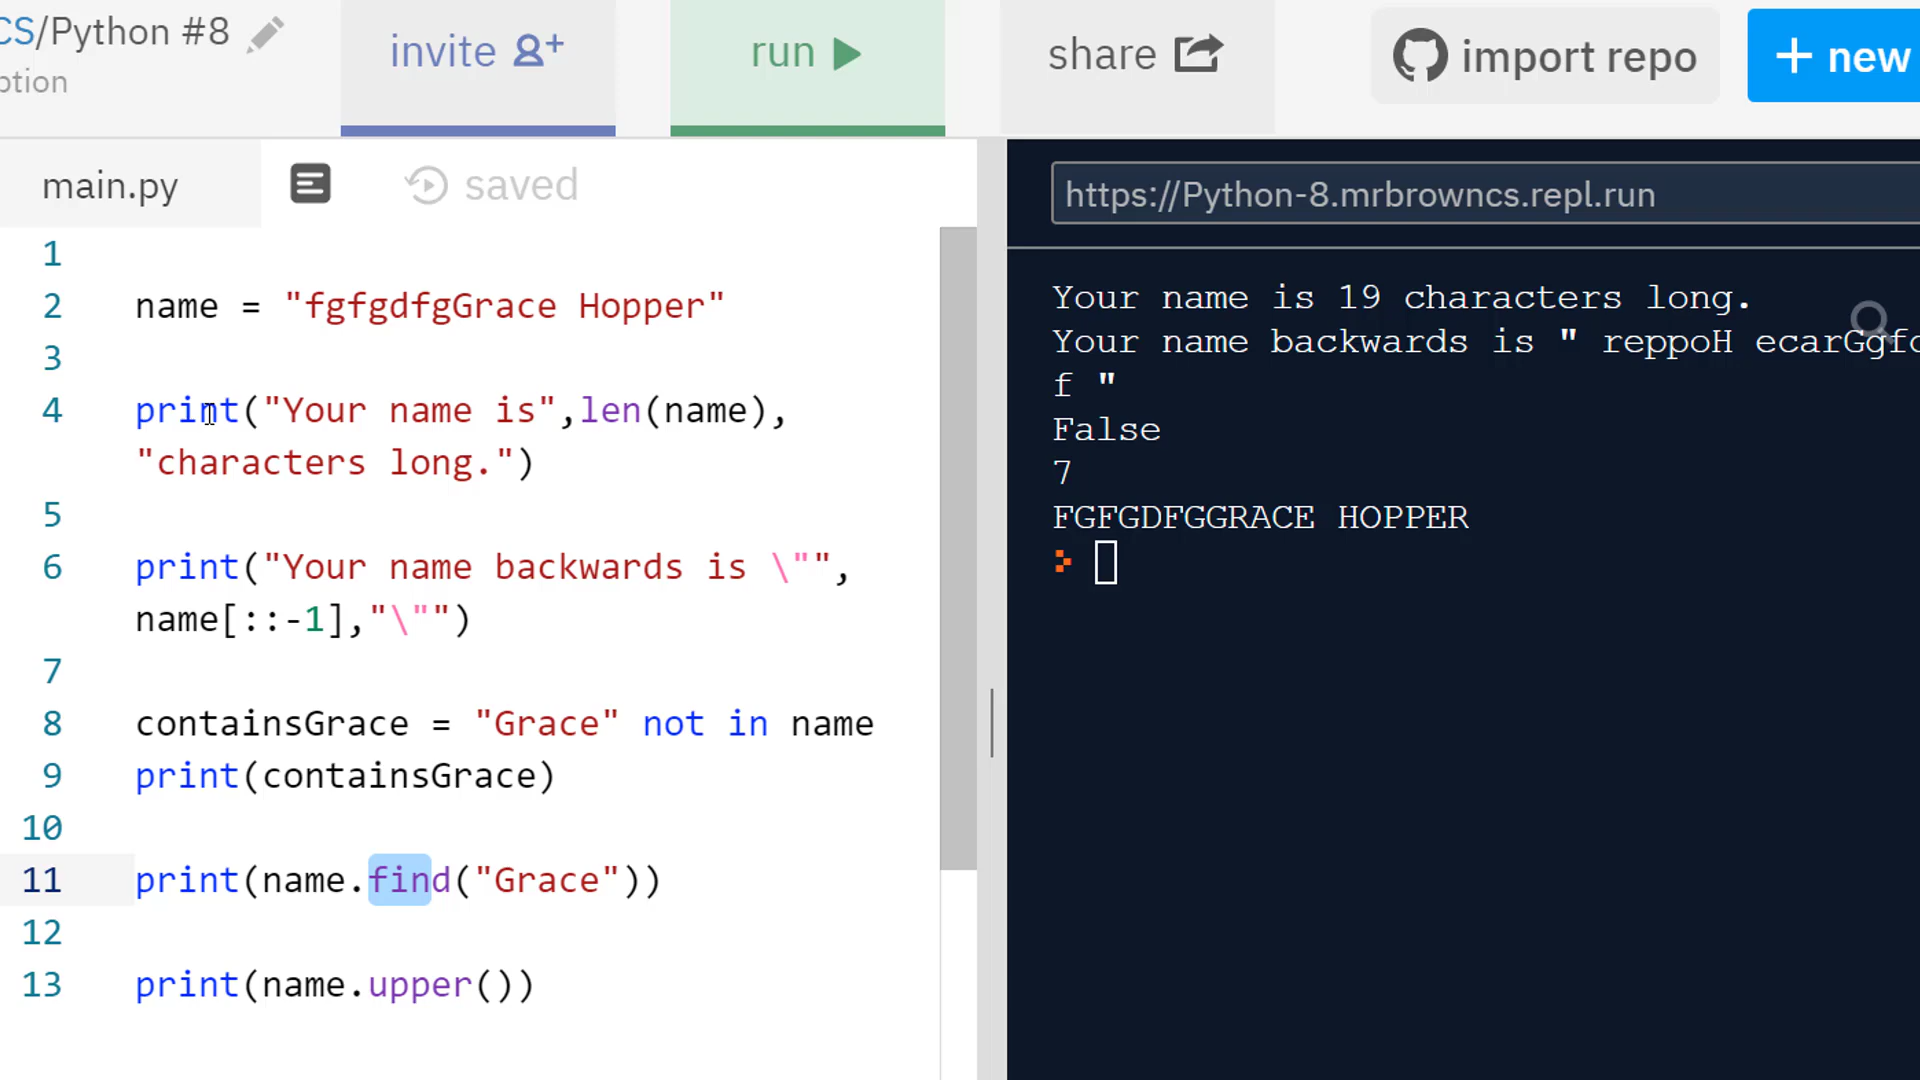 CS/Python #8
ption
invite
run
share
import repo
+ new
main.py
saved
https://Python-8.mrbrowncs.repl.run
1
2 name = "fgfgdfgGrace Hopper"
3
4 print("Your name is",len(name),
"characters long.")
5
6 print("Your name backwards is \"",
name[::-1],"\"")
7
8 containsGrace = "Grace" not in name
9 print(containsGrace)
10
11 print(name.find("Grace"))
12
13 print(name.upper())
Your name is 19 characters long.
Your name backwards is " reppoH ecarGgfd
f "
False
7
FGFGDFGGRACE HOPPER